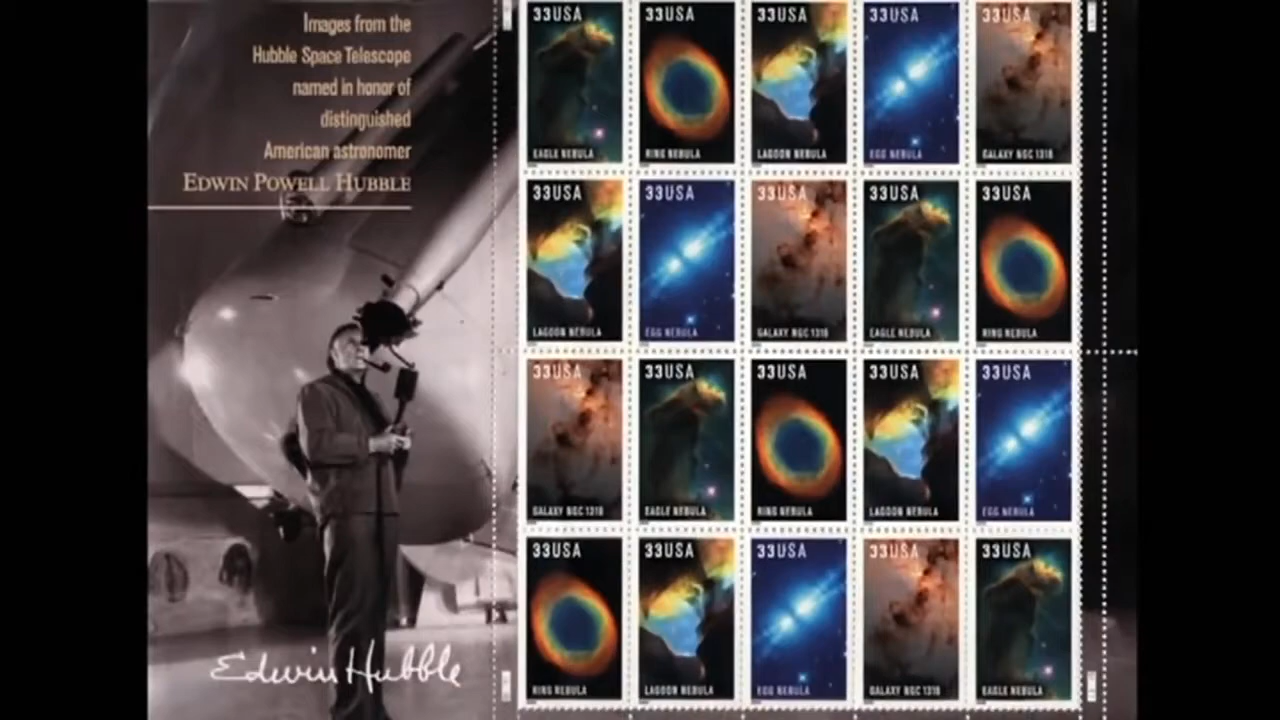 Images from the
Hubble Space Telescope
named in honor of
distinguished
American astronomer
EDWIN POWELL HUBBLE
Edwin Hubble
33USA 33USA 33USA 33USA 33USA
EAGLE NEBULA RING NEBULA LAGOON NEBULA EGG NEBULA GALAXY NGC 1316
33USA 33USA 33USA 33USA 33USA
LAGOON NEBULA EGG NEBULA GALAXY NGC 1316 EAGLE NEBULA RING NEBULA
33USA 33USA 33USA 33USA 33USA
GALAXY NGC 1316 EAGLE NEBULA RING NEBULA LAGOON NEBULA EGG NEBULA
33USA 33USA 33USA 33USA 33USA
RING NEBULA LAGOON NEBULA EGG NEBULA GALAXY NGC 1316 EAGLE NEBULA